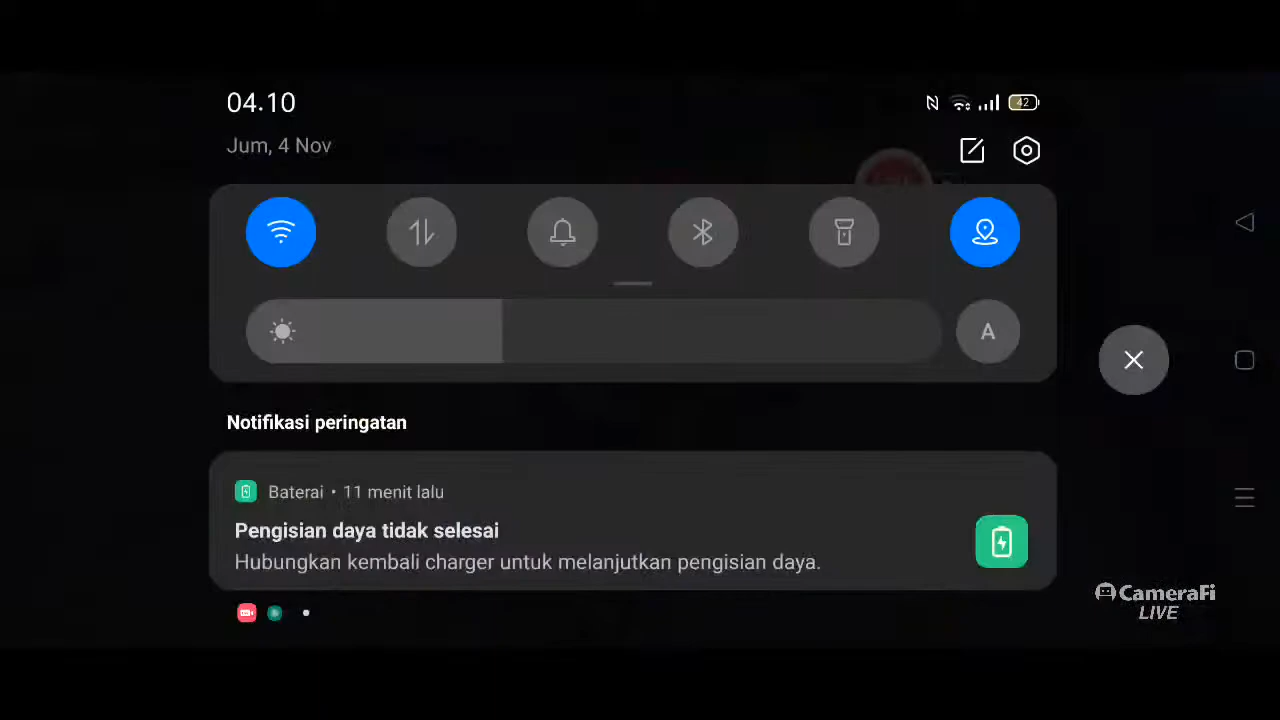 04.10
42
Jum, 4 Nov
A
Notifikasi peringatan
Baterai • 11 menit lalu
Pengisian daya tidak selesai
Hubungkan kembali charger untuk melanjutkan pengisian daya.
CameraFi
LIVE